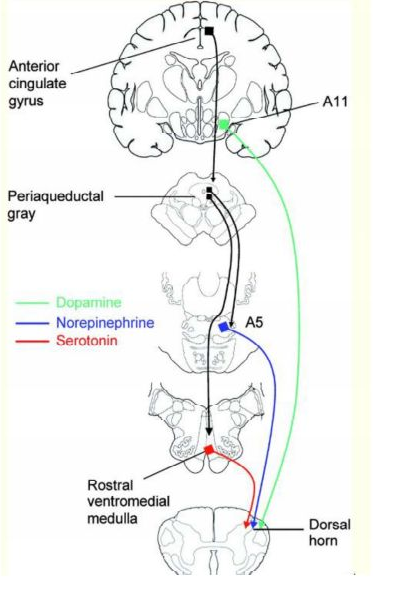 Anterior
cingulate
gyrus
A11
Periaqueductal
gray
Dopamine
Norepinephrine
Serotonin
A5
Rostral
ventromedial
medulla
Dorsal
horn